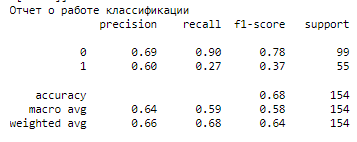 Отчет о работе классификации
precision recall f1-score support
0 0.69 0.90 0.78 99
1 0.60 0.27 0.37 55
accuracy 0.68 154
macro avg 0.64 0.59 0.58 154
weighted avg 0.66 0.68 0.64 154